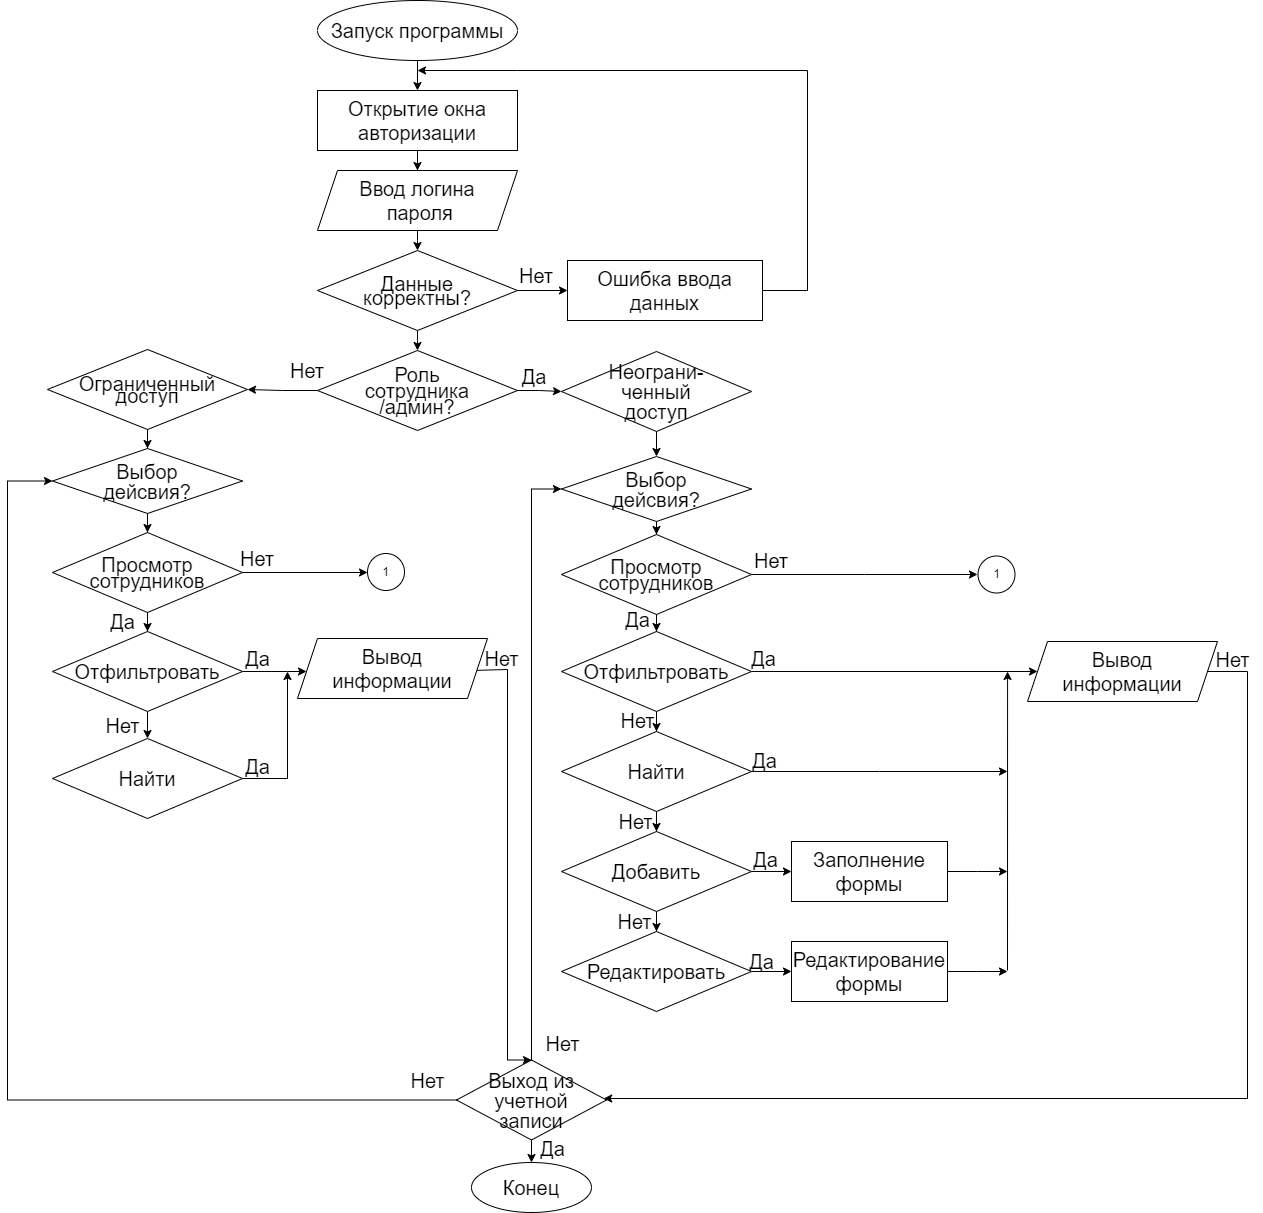 Запуск программы
Открытие окна
авторизации
Ввод логина
пароля
Данные
корректны?
Нет
Ошибка ввода
данных
Ограниченный
доступ
Нет
Роль
сотрудника
/админ?
Да
Неограни-
ченный
доступ
Выбор
дейсвия?
Выбор
дейсвия?
Просмотр
сотрудников
Нет
1
Просмотр
сотрудников
Нет
1
Да
Да
Отфильтровать
Да
Вывод
информации
Нет
Отфильтровать
Да
Вывод
информации
Нет
Нет
Нет
Найти
Да
Найти
Да
Нет
Добавить
Да
Заполнение
формы
Нет
Редактировать
Да
Редактирование
формы
Нет
Нет
Выход из
учетной
записи
Да
Конец